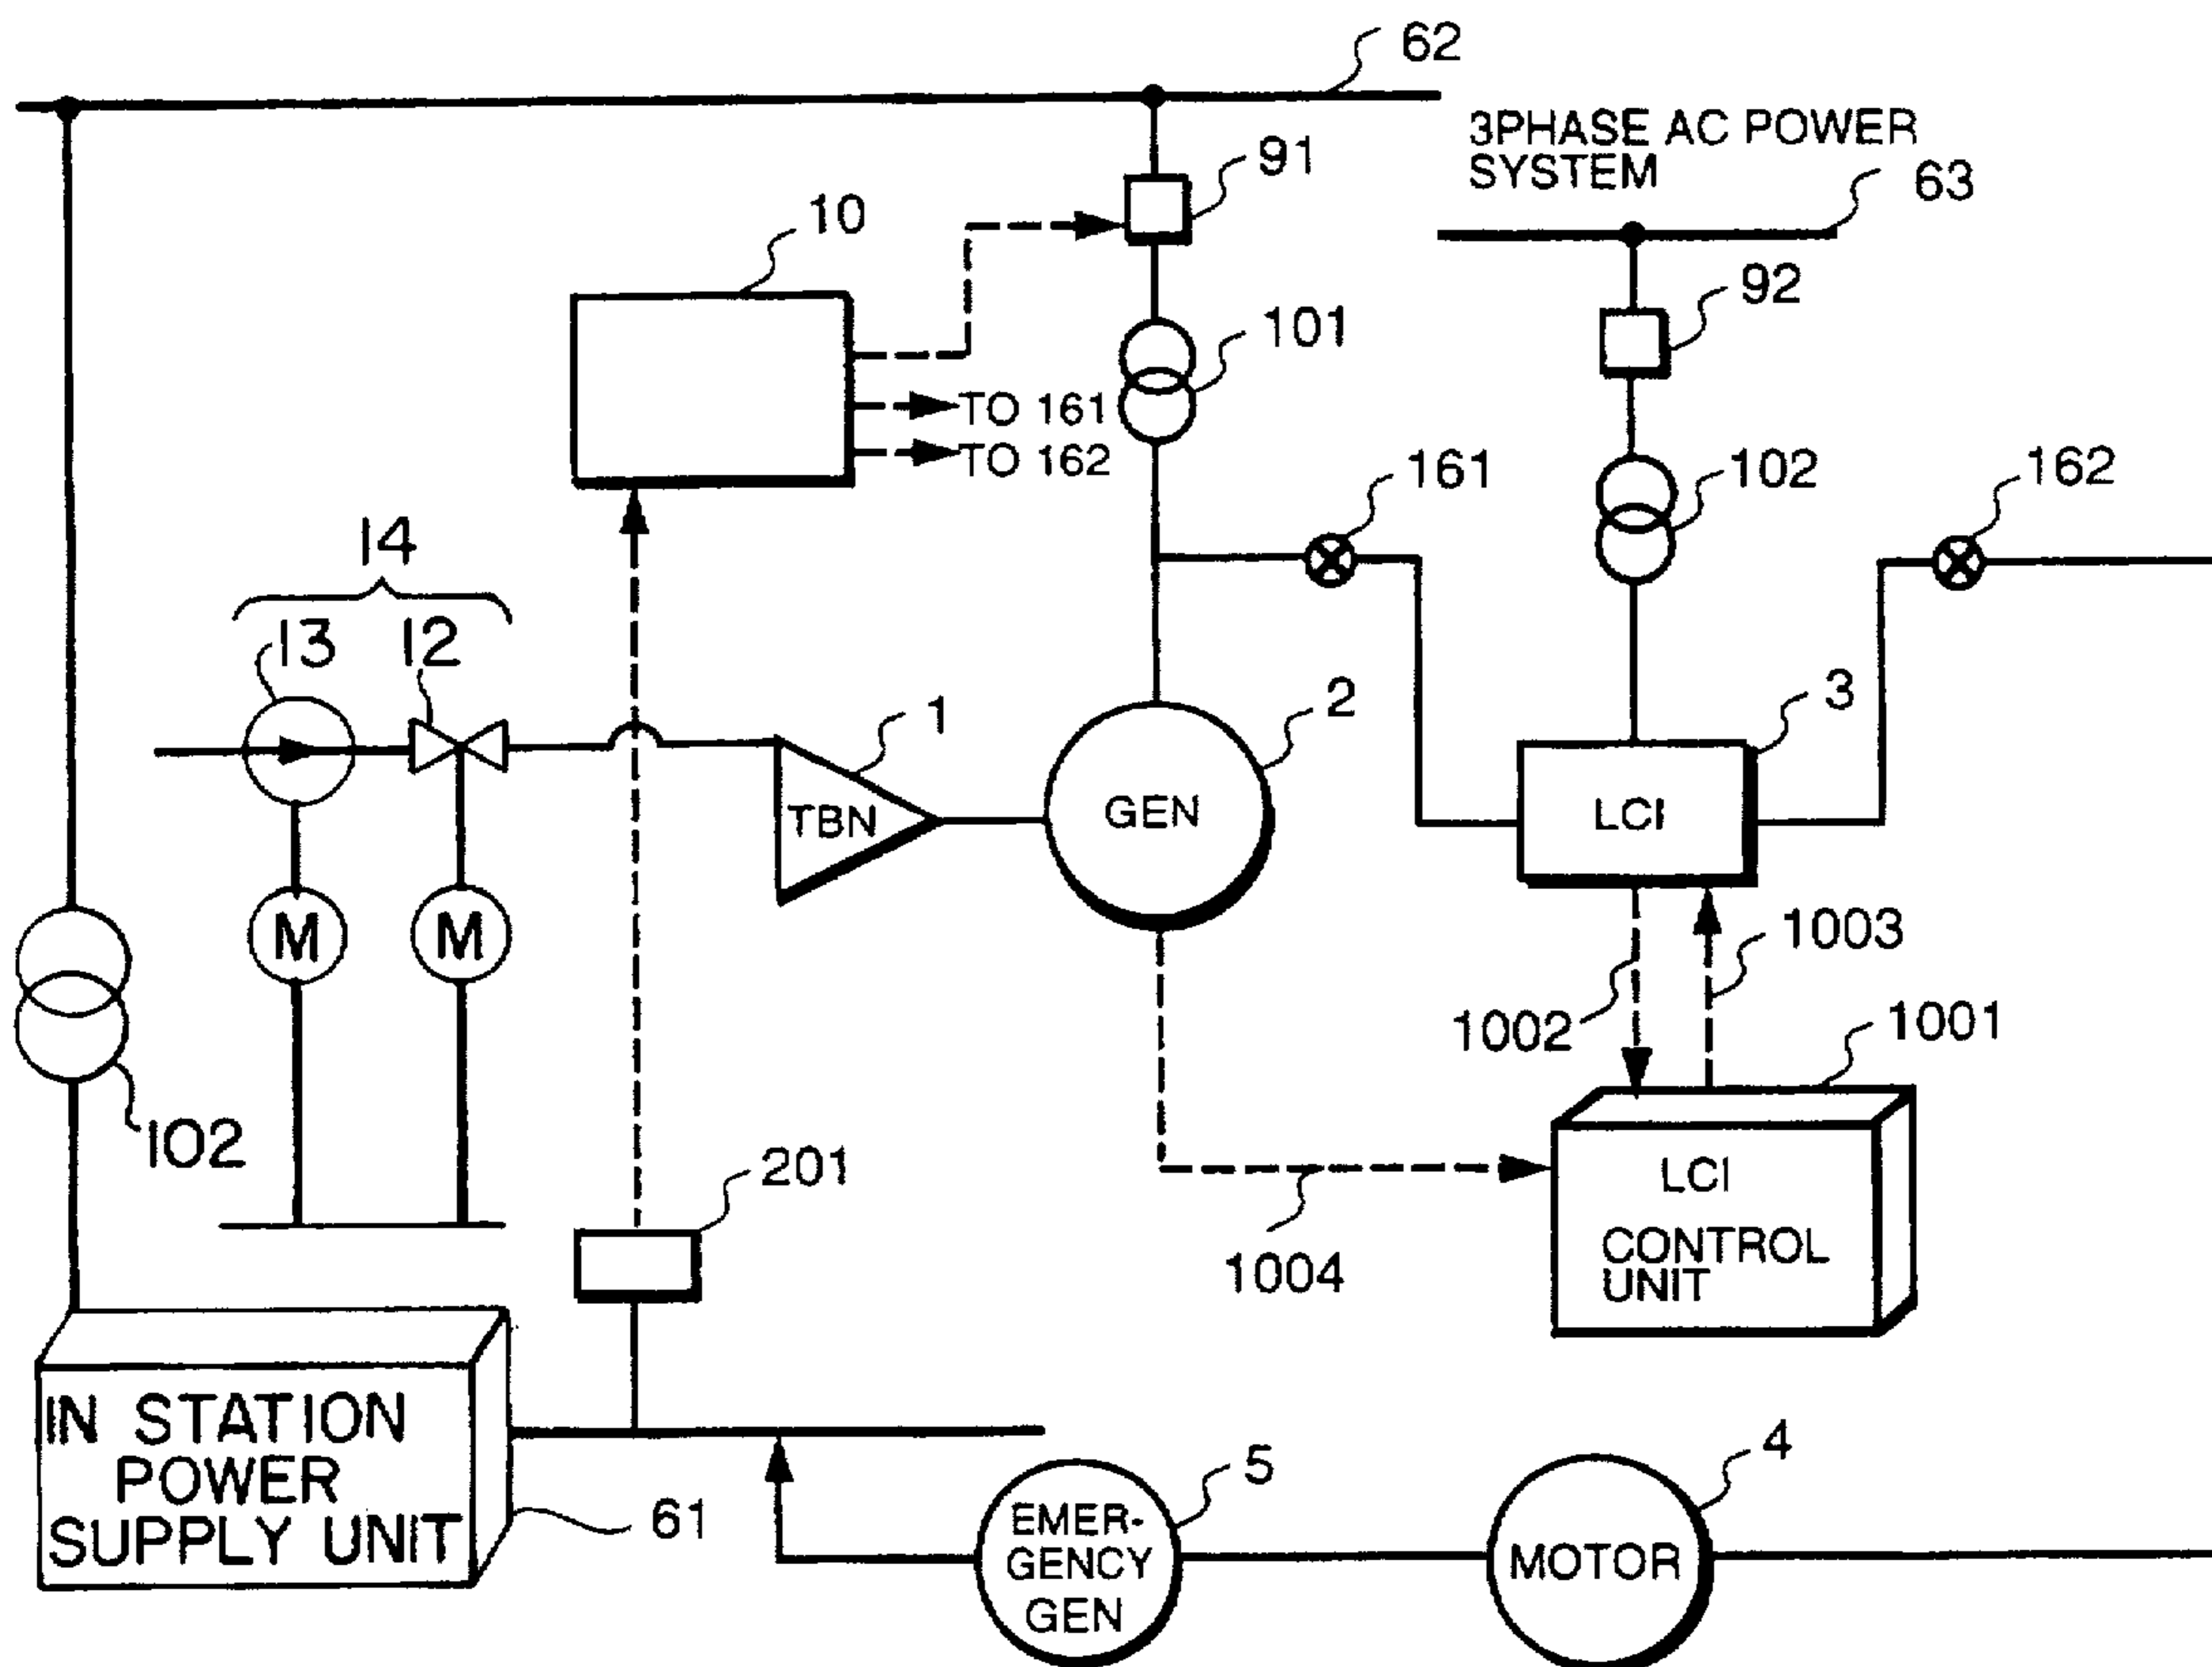 62
3PHASE AC POWER
SYSTEM
63
91
10
92
101
TO 161
TO 162
161
102
162
14
13
12
1
2
3
TBN
GEN
LCI
M
M
1003
1002
1001
102
201
LCI
CONTROL
UNIT
1004
IN STATION
POWER
SUPPLY UNIT
61
5
4
EMER-
GENCY
GEN
MOTOR